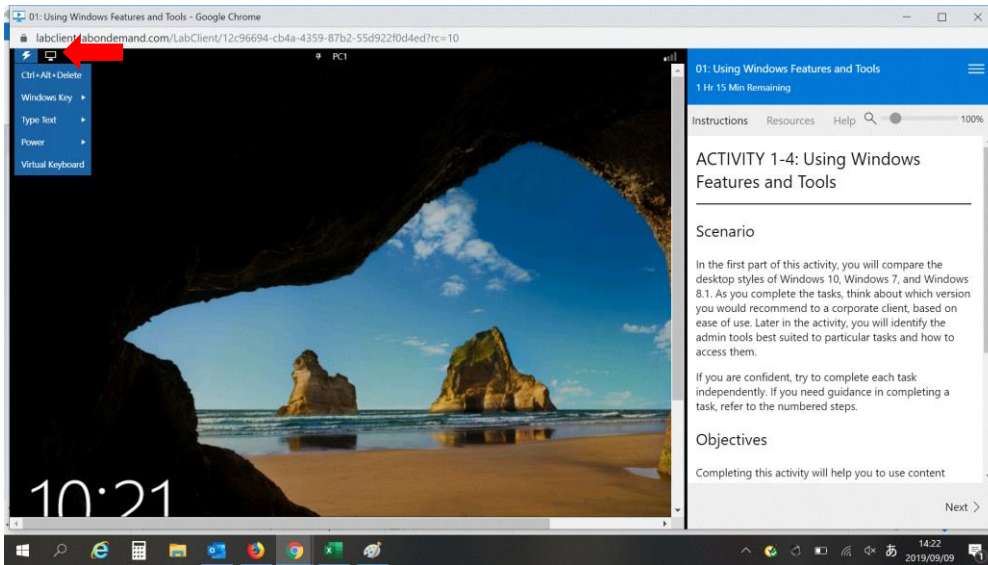 01: Using Windows Features and Tools - Google Chrome
labclient.labondemand.com/LabClient/12c96694-cb4a-4359-87b2-55d922f0d4ed?rc=10
PC1
Ctrl+Alt+Delete
Windows Key
Type Text
Power
Virtual Keyboard
10:21
01: Using Windows Features and Tools
1 Hr 15 Min Remaining
Instructions Resources Help 100%
ACTIVITY 1-4: Using Windows
Features and Tools
Scenario
In the first part of this activity, you will compare the
desktop styles of Windows 10, Windows 7, and Windows
8.1. As you complete the tasks, think about which version
you would recommend to a corporate client, based on
ease of use. Later in the activity, you will identify the
admin tools best suited to particular tasks and how to
access them.
If you are confident, try to complete each task
independently. If you need guidance in completing a
task, refer to the numbered steps.
Objectives
Completing this activity will help you to use content
Next >
あ
14:22
2019/09/09